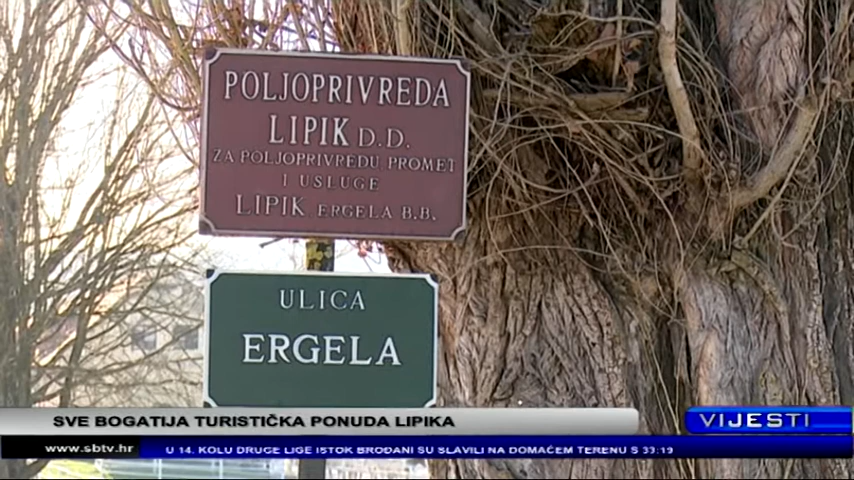 POLJOPRIVREDA
LIPIK D.D.
ZA POLJOPRIVREDU PROMET
I USLUGE
LIPIK ERGELA B.B.
ULICA
ERGELA
SVE BOGATIJA TURISTIČKA PONUDA LIPIKA
VIJESTI
www.sbtv.hr
U 14. KOLU DRUGE LIGE ISTOK BROĐANI SU SLAVILI NA DOMAĆEM TERENU S 33:19